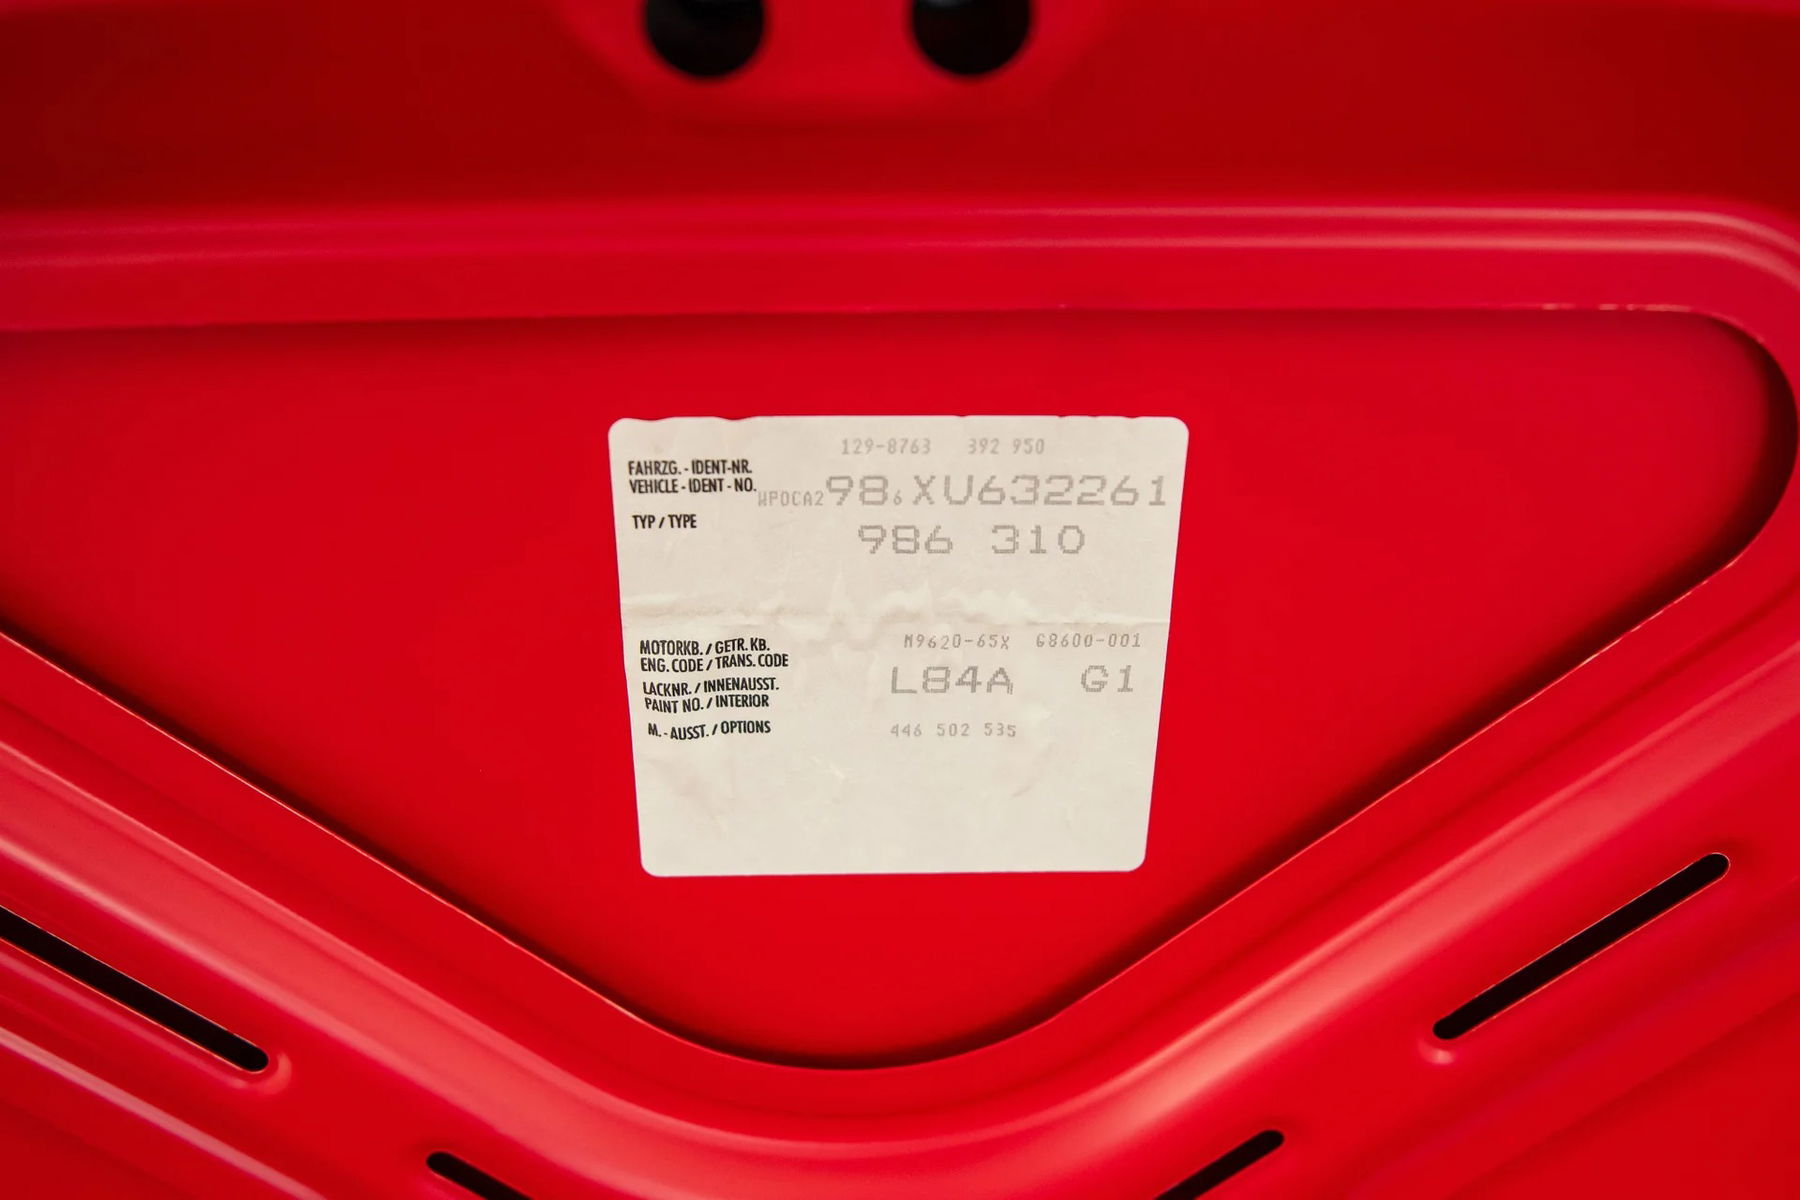 129-8763 392 950
FAHRZG. - IDENT-NR.
VEHICLE - IDENT - NO. WP0CA2986XU632261
TYP / TYPE 986 310
MOTORKB. / GETR. KB. M9620-65X G8600-001
ENG. CODE / TRANS. CODE
LACKNR. / INNENAUSST. L84A G1
PAINT NO. / INTERIOR
M. - AUSST. / OPTIONS 446 502 535